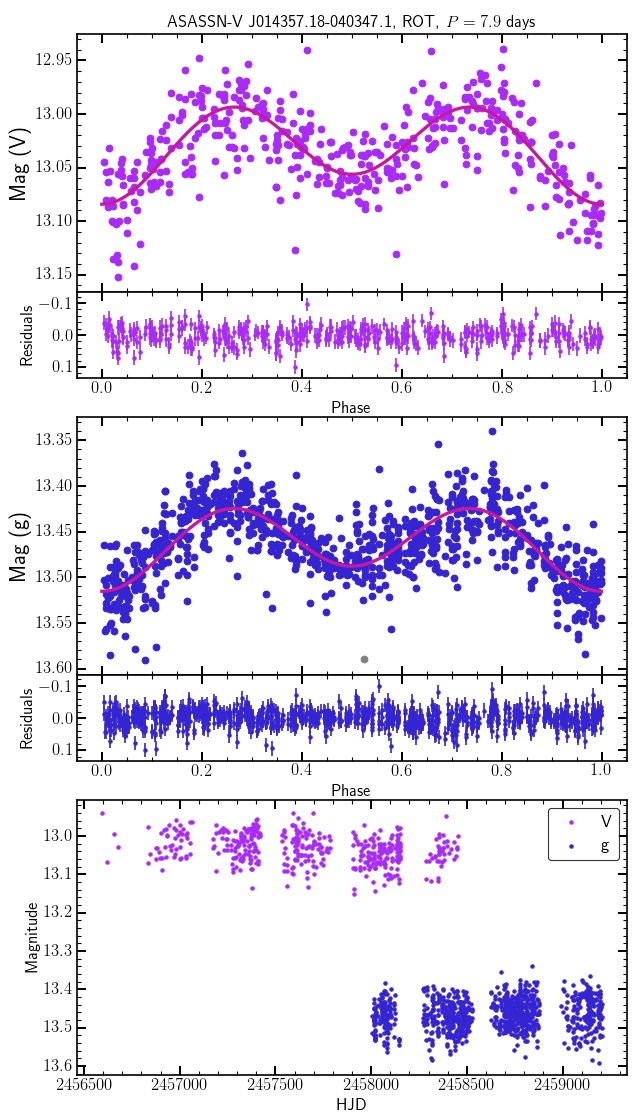 ASASSN-V J014357.18-040347.1, ROT, P = 7.9 days
12.95
13.00
13.05
13.10
13.15
Mag (V)
−0.1
0.0
0.1
Residuals
0.0 0.2 0.4 0.6 0.8 1.0
Phase
13.35
13.40
13.45
13.50
13.55
13.60
Mag (g)
−0.1
0.0
0.1
Residuals
0.0 0.2 0.4 0.6 0.8 1.0
Phase
V
g
13.0
13.1
13.2
13.3
13.4
13.5
13.6
Magnitude
2456500 2457000 2457500 2458000 2458500 2459000
HJD